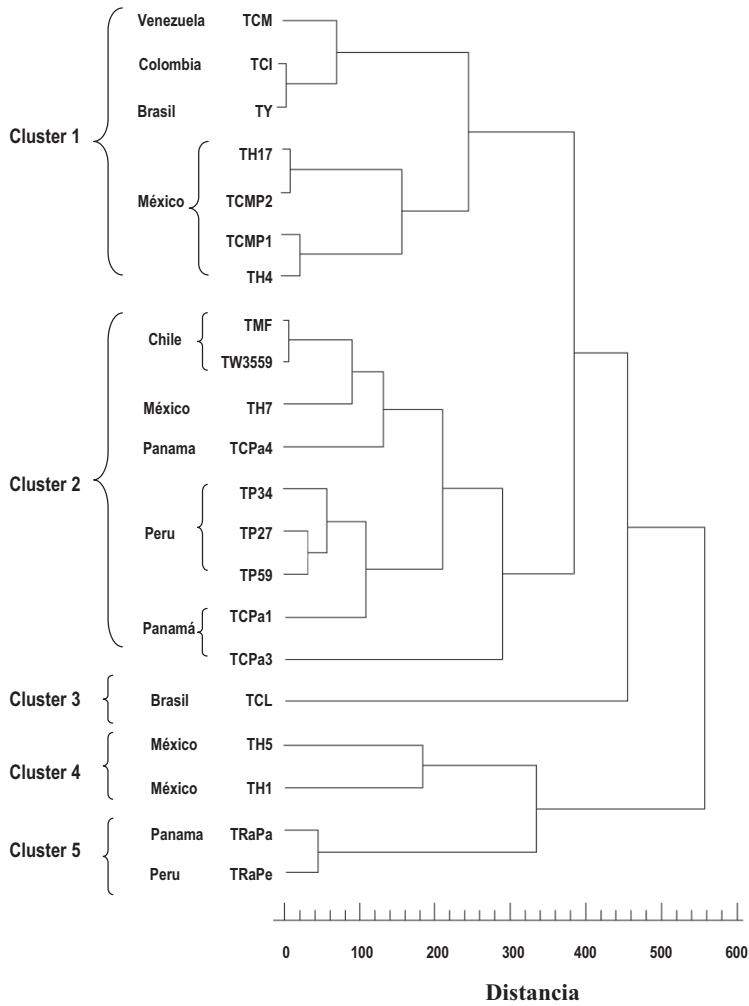 Venezuela TCM
Colombia TCI
Brasil TY
Cluster 1
TH17
México TCMP2
TCMP1
TH4
TMF
Chile
TW3559
México TH7
Panama TCPa4
Cluster 2
TP34
Peru TP27
TP59
TCPa1
Panamá
TCPa3
Cluster 3 Brasil TCL
México TH5
Cluster 4
México TH1
Panama TRaPa
Cluster 5
Peru TRaPe
0 100 200 300 400 500 600
Distancia